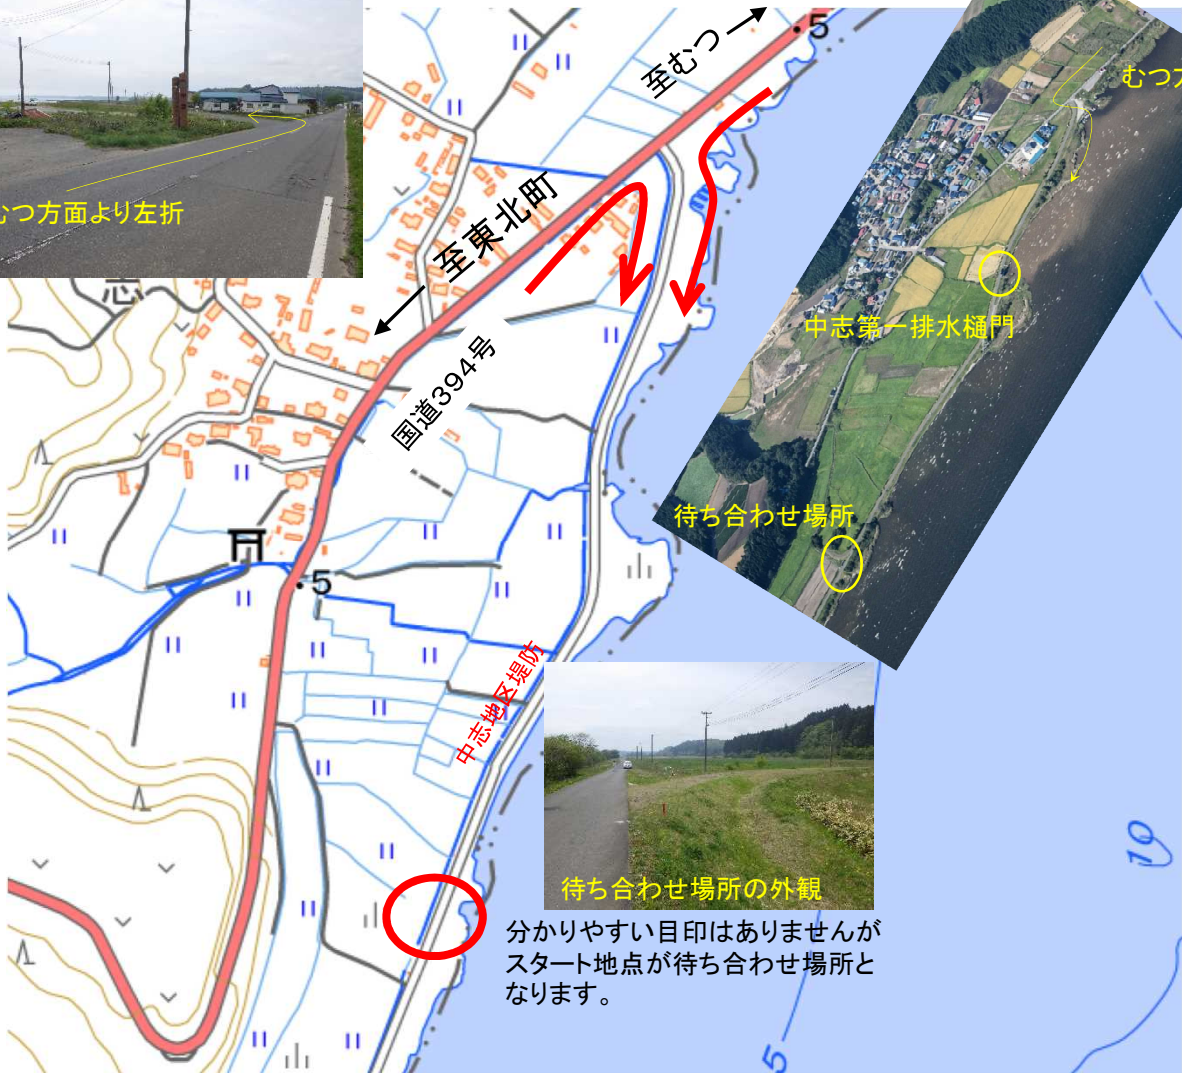 至むつ
5
むつ方
むつ方面より左折
至東北町
志
国道394号
中志第一排水樋門
待ち合わせ場所
5
中志地区堤防
待ち合わせ場所の外観
分かりやすい目印はありませんが
スタート地点が待ち合わせ場所と
なります。
10
5